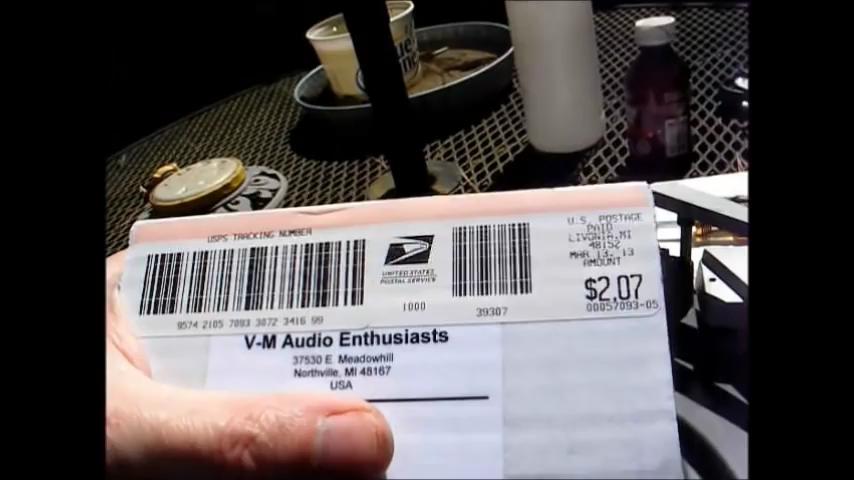 USPS TRACKING NUMBER
9574 2105 7093 3072 3416 99
UNITED STATES
POSTAL SERVICE
1000
39307
U.S. POSTAGE
PAID
LIVONIA, MI
48152
MAR 13, 13
AMOUNT
$2.07
00057093-05
V-M Audio Enthusiasts
37530 E Meadowhill
Northville, MI 48167
USA